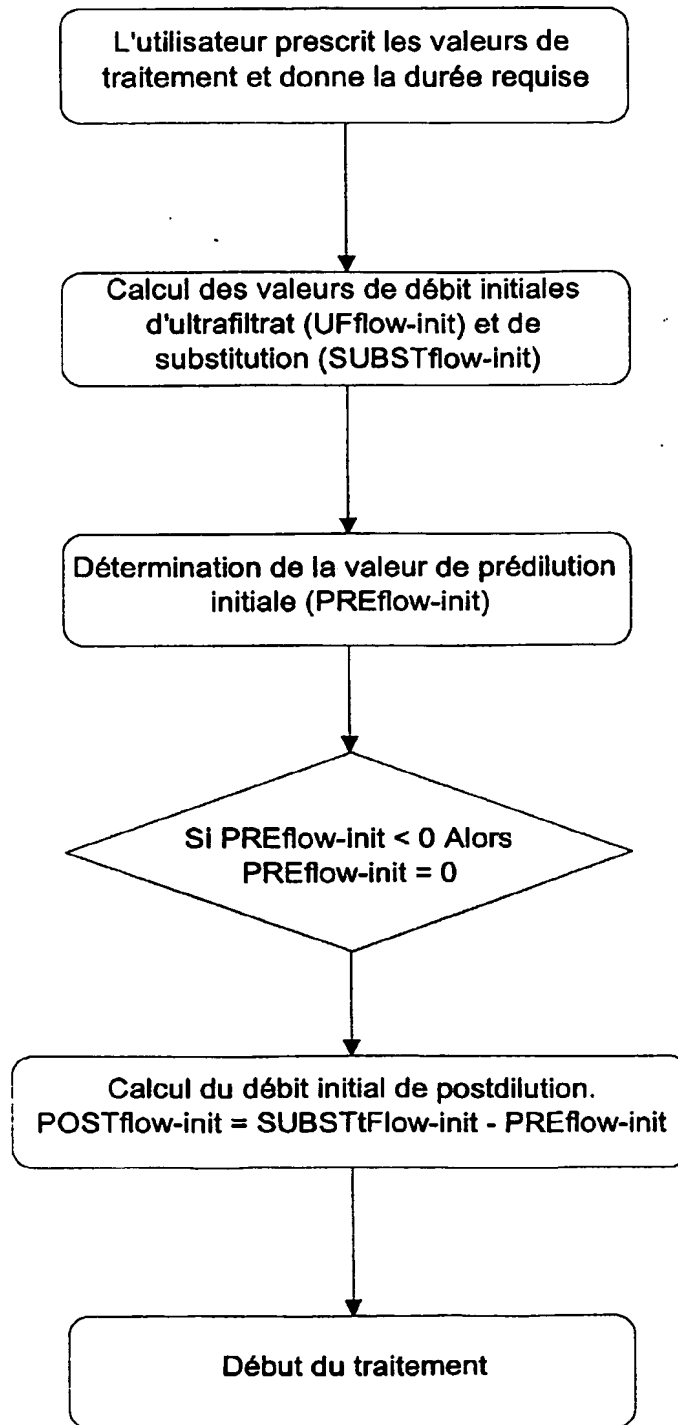 L'utilisateur prescrit les valeurs de
traitement et donne la durée requise
Calcul des valeurs de débit initiales
d'ultrafiltrat (UFflow-init) et de
substitution (SUBSTflow-init)
Détermination de la valeur de prédilution
initiale (PREflow-init)
Si PREflow-init < 0 Alors
PREflow-init = 0
Calcul du débit initial de postdilution.
POSTflow-init = SUBSTtFlow-init - PREflow-init
Début du traitement